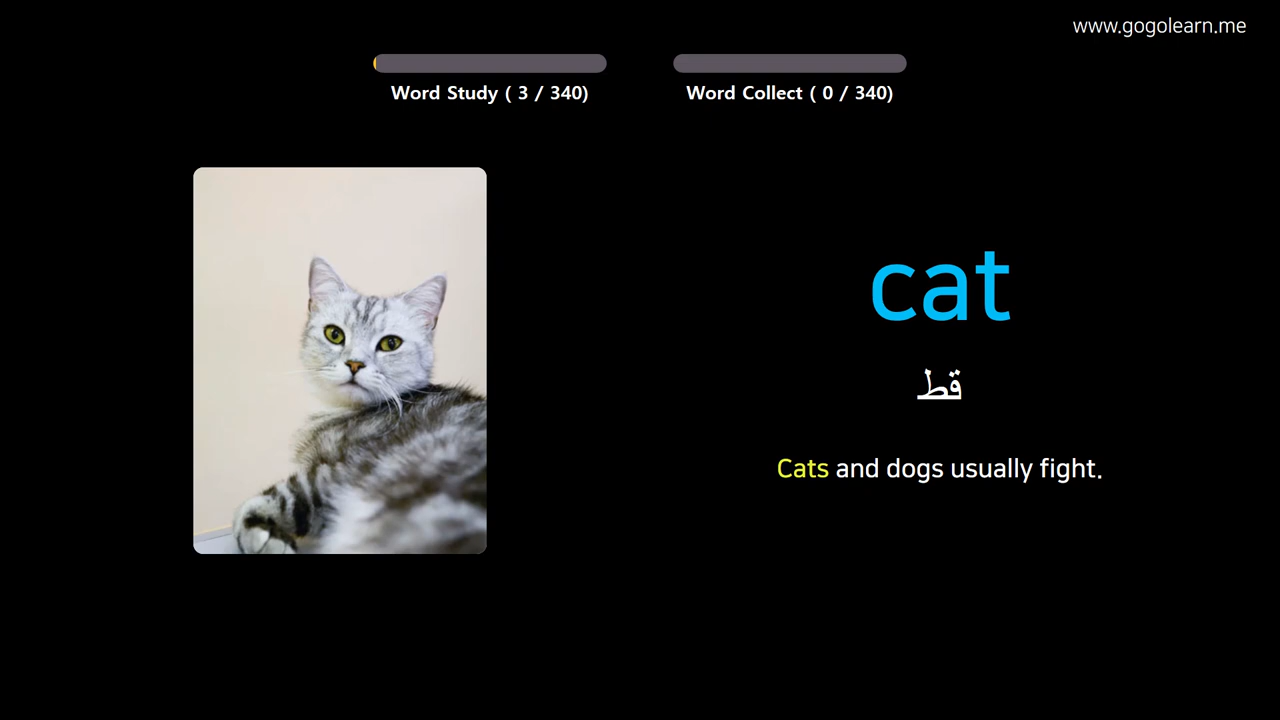 www.gogolearn.me
Word Study ( 3 / 340)
Word Collect ( 0 / 340)
cat
قط
Cats and dogs usually fight.